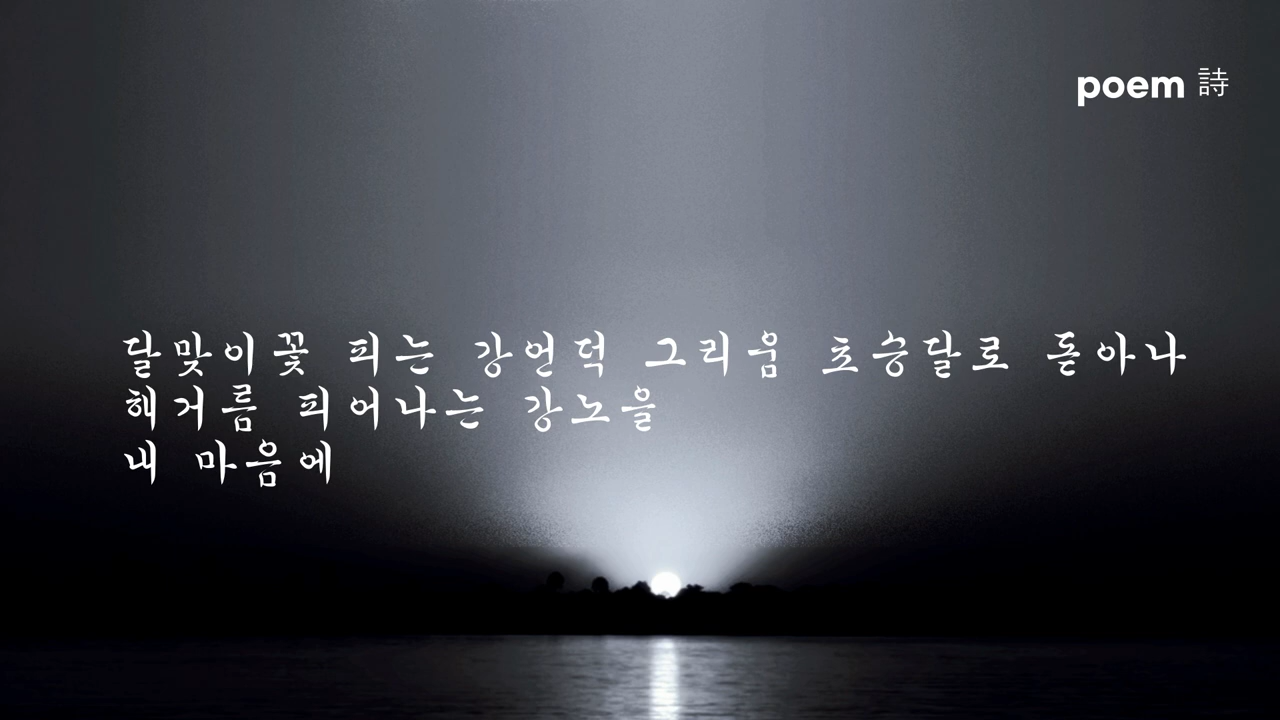 poem 詩
달맞이꽃 피는 강언덕 그리움 초승달로 돋아나
해거름 피어나는 강노을
내 마음에